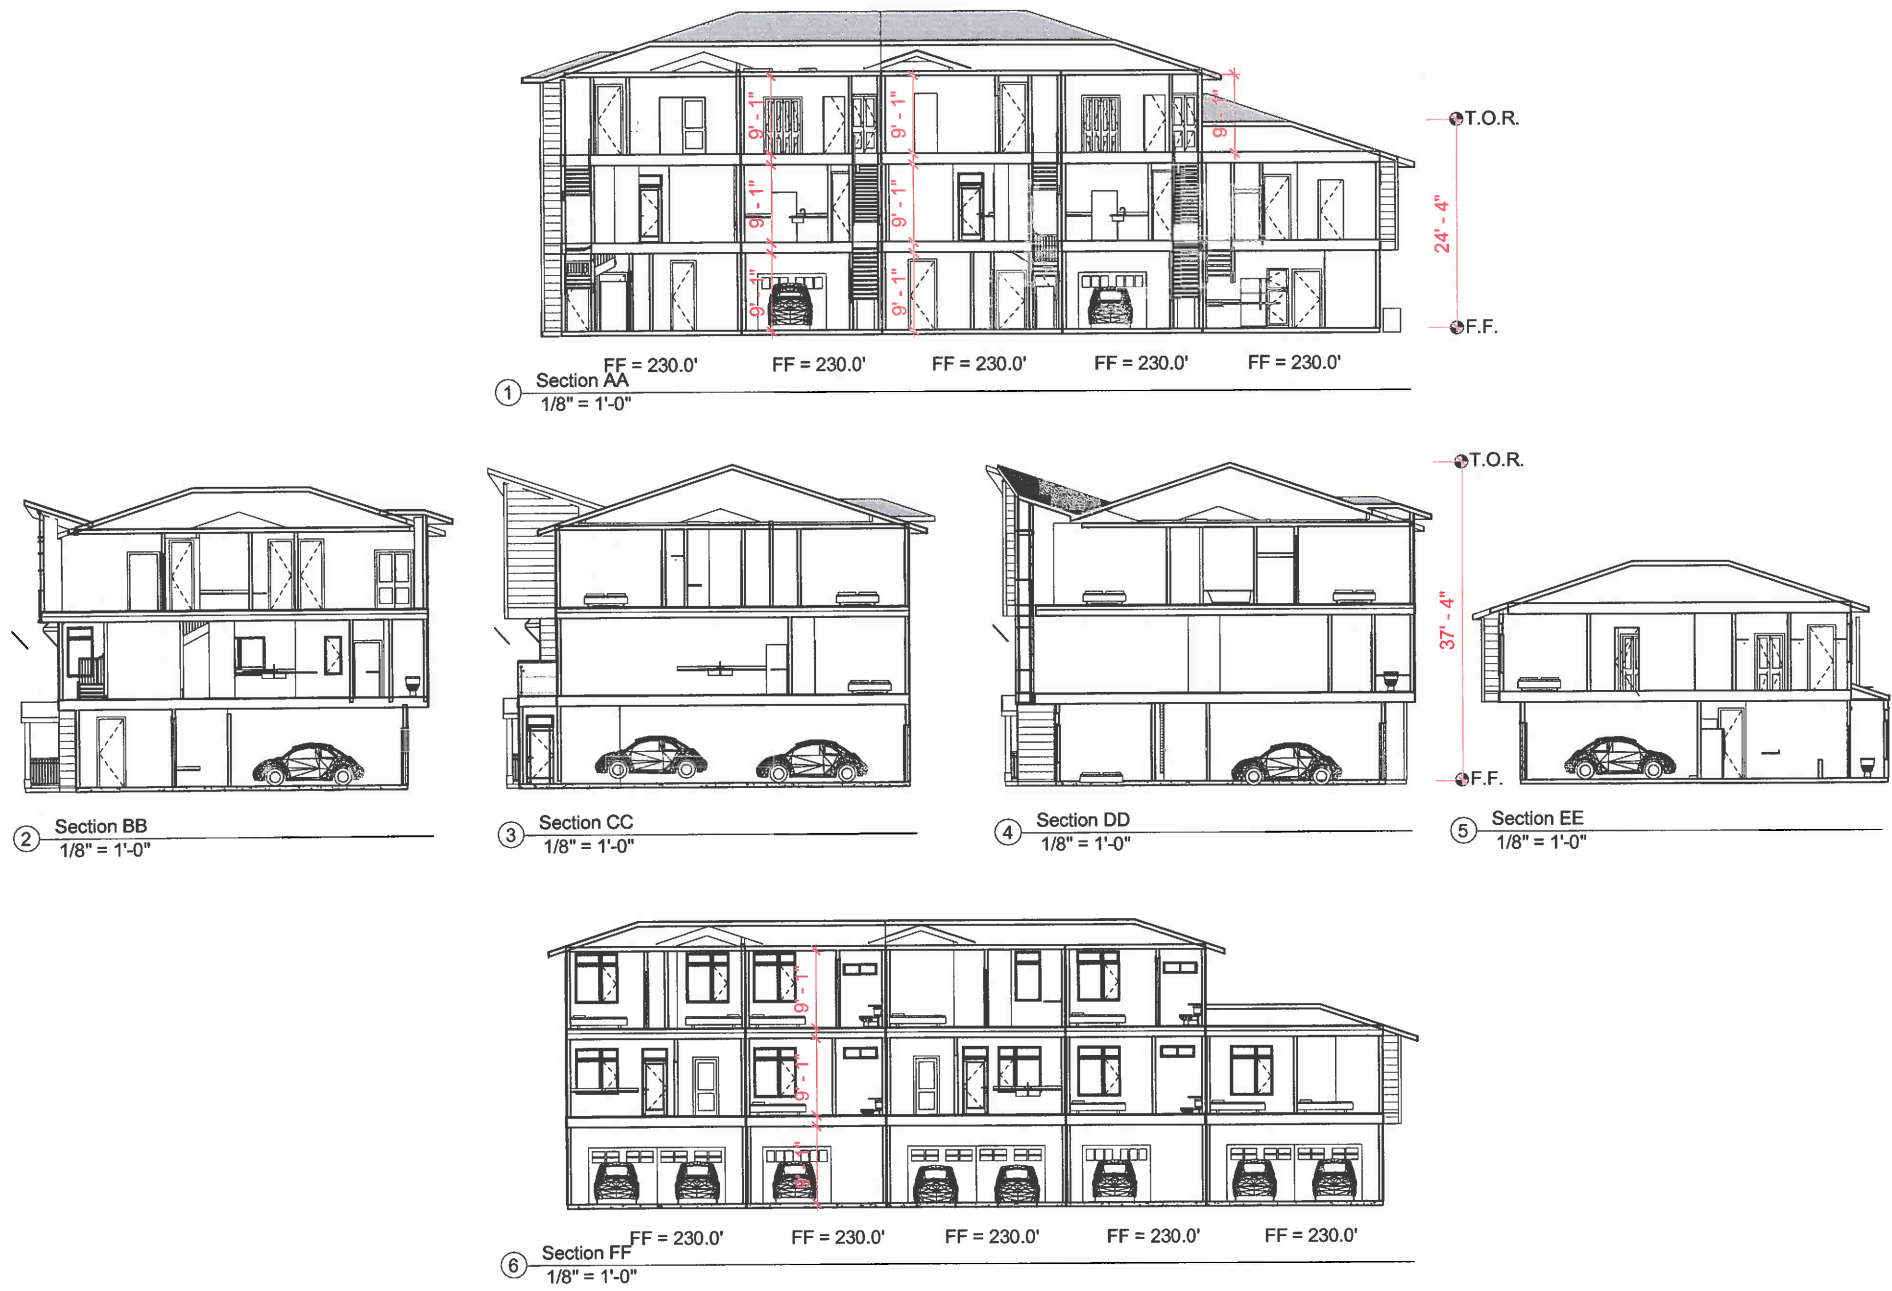 9' - 1"
9' - 1"
9' - 1"
T.O.R.
9' - 1"
9' - 1"
24' - 4"
9' - 1"
9' - 1"
F.F.
FF = 230.0'
FF = 230.0'
FF = 230.0'
FF = 230.0'
FF = 230.0'
1
Section AA
1/8" = 1'-0"
T.O.R.
37' - 4"
F.F.
2
Section BB
1/8" = 1'-0"
3
Section CC
1/8" = 1'-0"
4
Section DD
1/8" = 1'-0"
5
Section EE
1/8" = 1'-0"
9' - 1"
9' - 1"
FF = 230.0'
FF = 230.0'
FF = 230.0'
FF = 230.0'
FF = 230.0'
6
Section FF
1/8" = 1'-0"